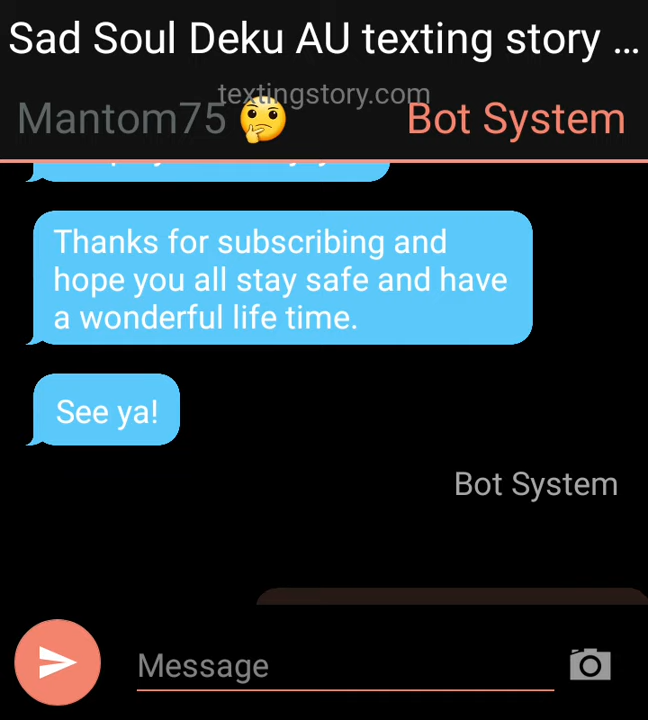 Sad Soul Deku AU texting story ...
textingstory.com
Mantom75 🤔 Bot System
Thanks for subscribing and
hope you all stay safe and have
a wonderful life time.
See ya!
Bot System
Message